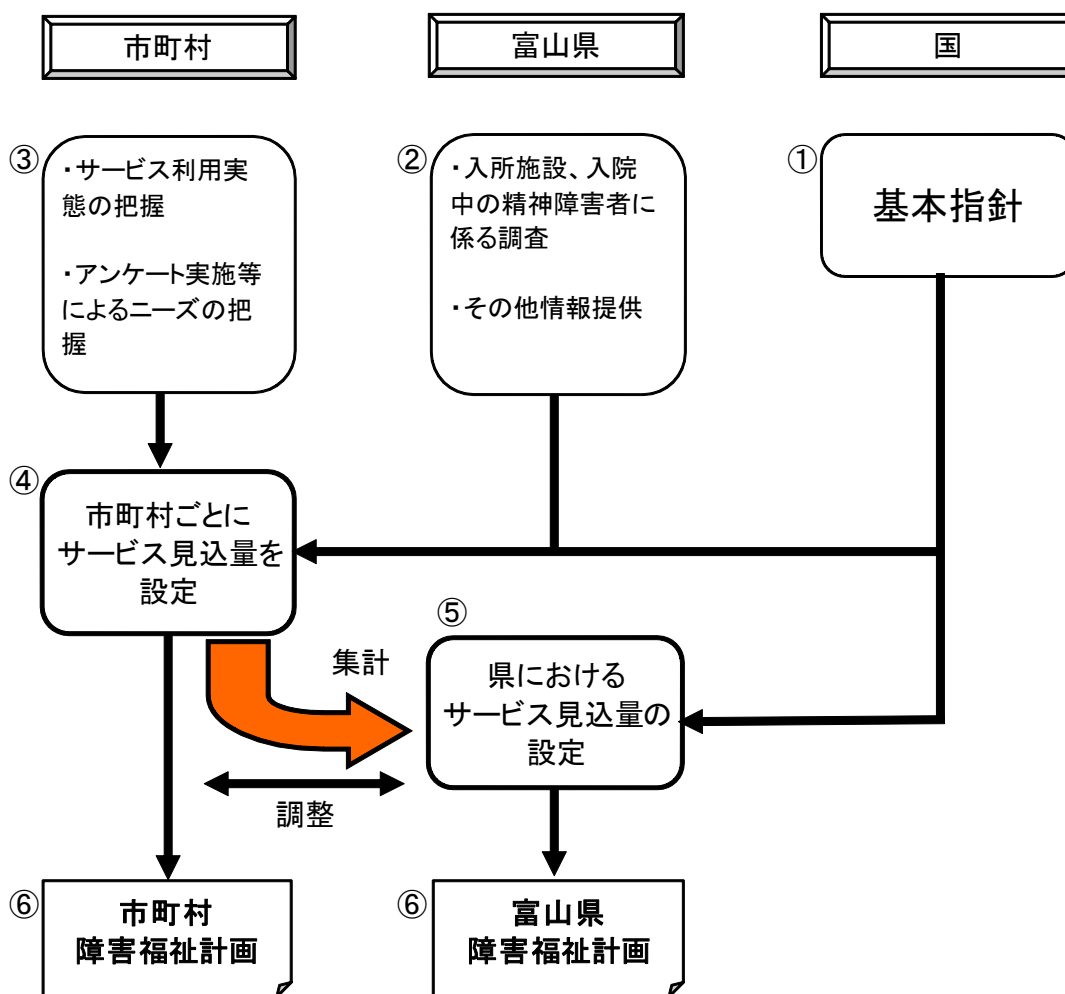 市町村
富山県
国
③
・サービス利用実
態の把握
・アンケート実施等
によるニーズの把
握
②
・入所施設、入院
中の精神障害者に
係る調査
・その他情報提供
①
基本指針
④
市町村ごとに
サービス見込量を
設定
集計
調整
⑤
県における
サービス見込量の
設定
⑥
市町村
障害福祉計画
⑥
富山県
障害福祉計画